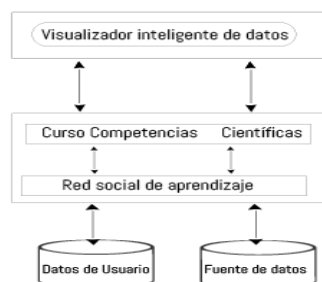 Visualizador inteligente de datos
Curso Competencias Científicas
Red social de aprendizaje
Datos de Usuario Fuente de datos